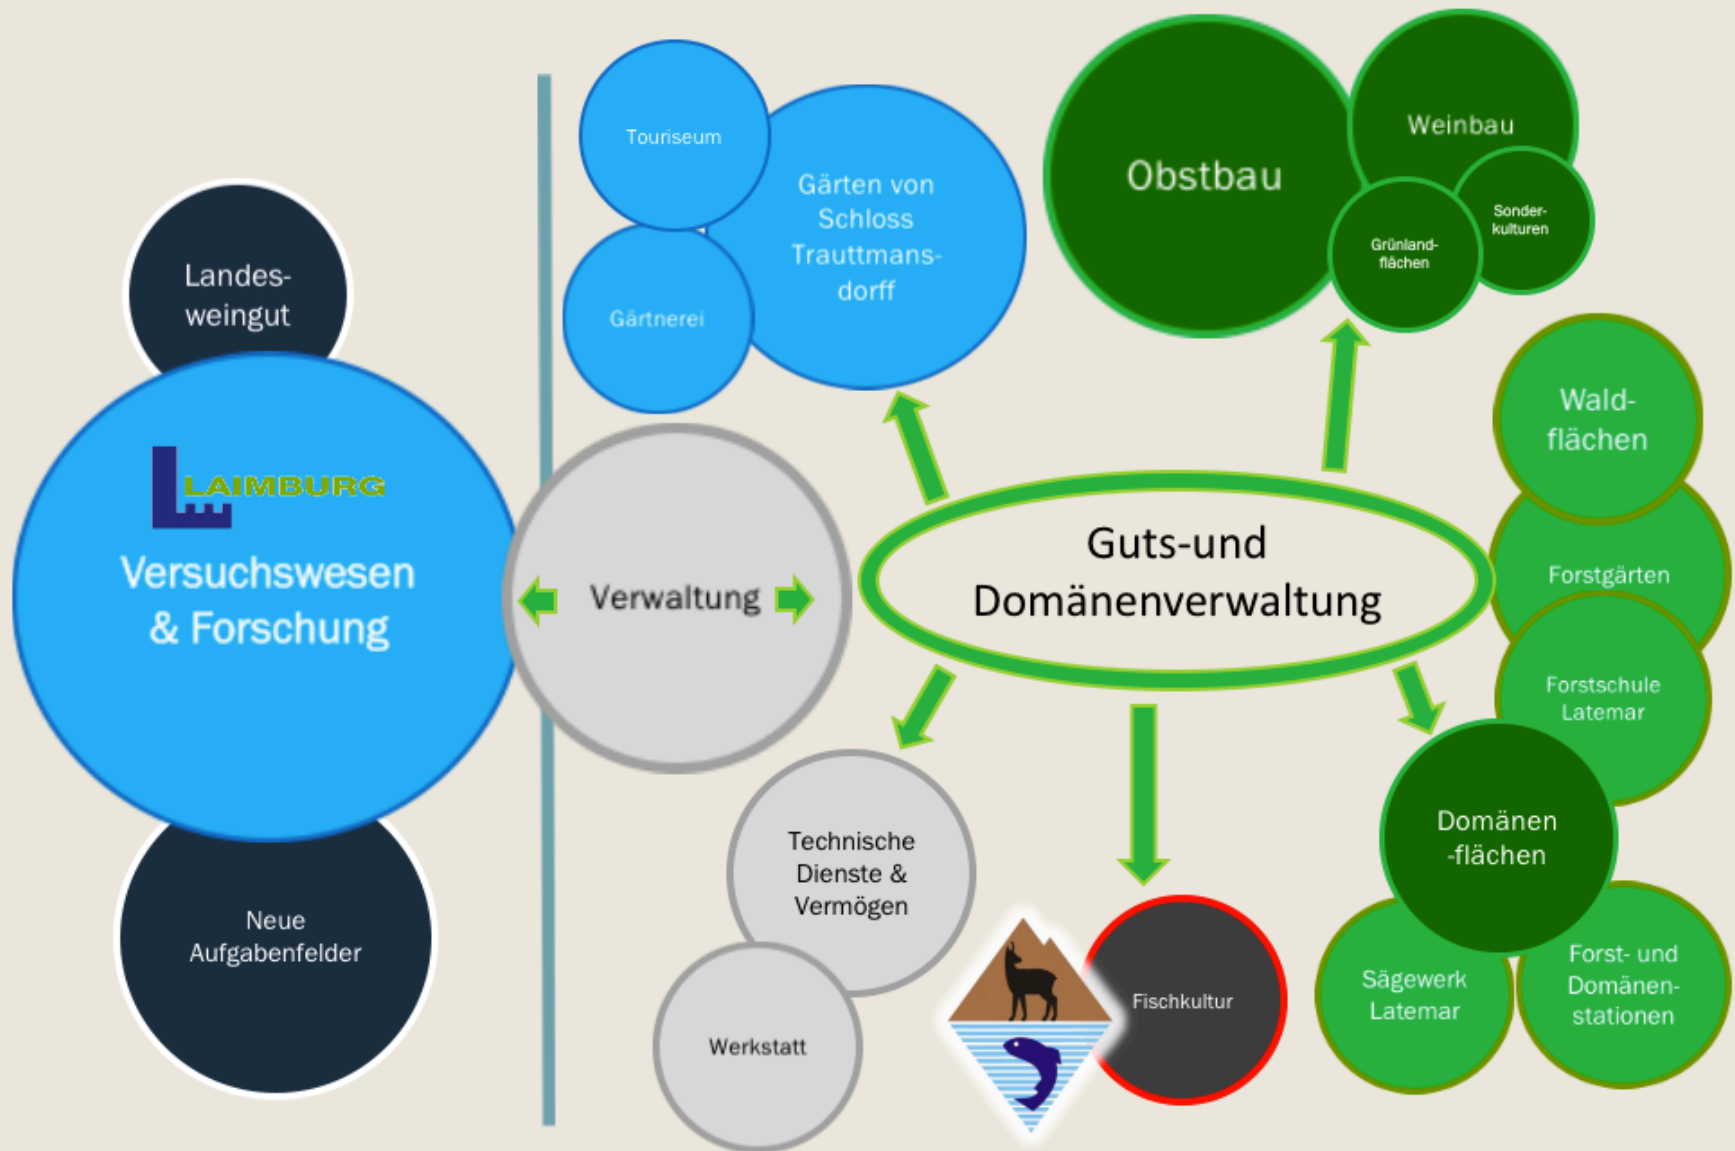 Landes-
weingut
LAIMBURG
Versuchswesen
& Forschung
Neue
Aufgabenfelder
Touriseum
Gärten von
Schloss
Trauttmans-
dorff
Gärtnerei
Verwaltung
Obstbau
Weinbau
Sonder-
kulturen
Grünland-
flächen
Guts-und
Domänenverwaltung
Wald-
flächen
Forstgärten
Forstschule
Latemar
Domänen
-flächen
Sägewerk
Latemar
Forst- und
Domänen-
stationen
Technische
Dienste &
Vermögen
Werkstatt
Fischkultur